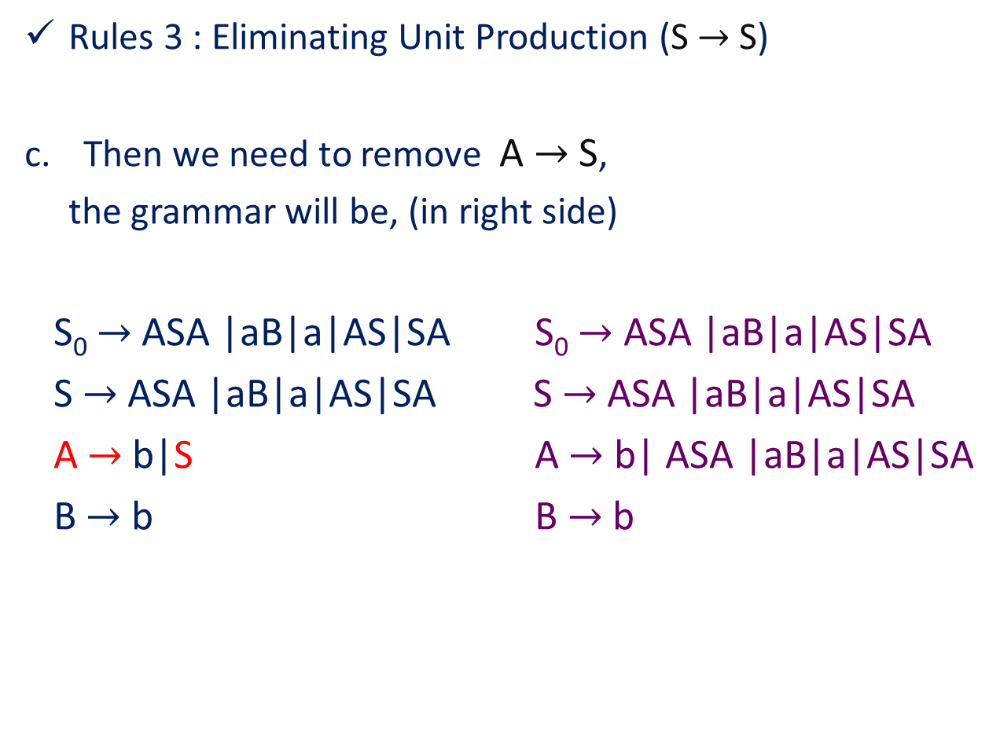 ✓ Rules 3 : Eliminating Unit Production (S → S)
c. Then we need to remove A → S,
the grammar will be, (in right side)
S₀ → ASA |aB|a|AS|SA
S → ASA |aB|a|AS|SA
A → b|S
B → b
S₀ → ASA |aB|a|AS|SA
S → ASA |aB|a|AS|SA
A → b| ASA |aB|a|AS|SA
B → b